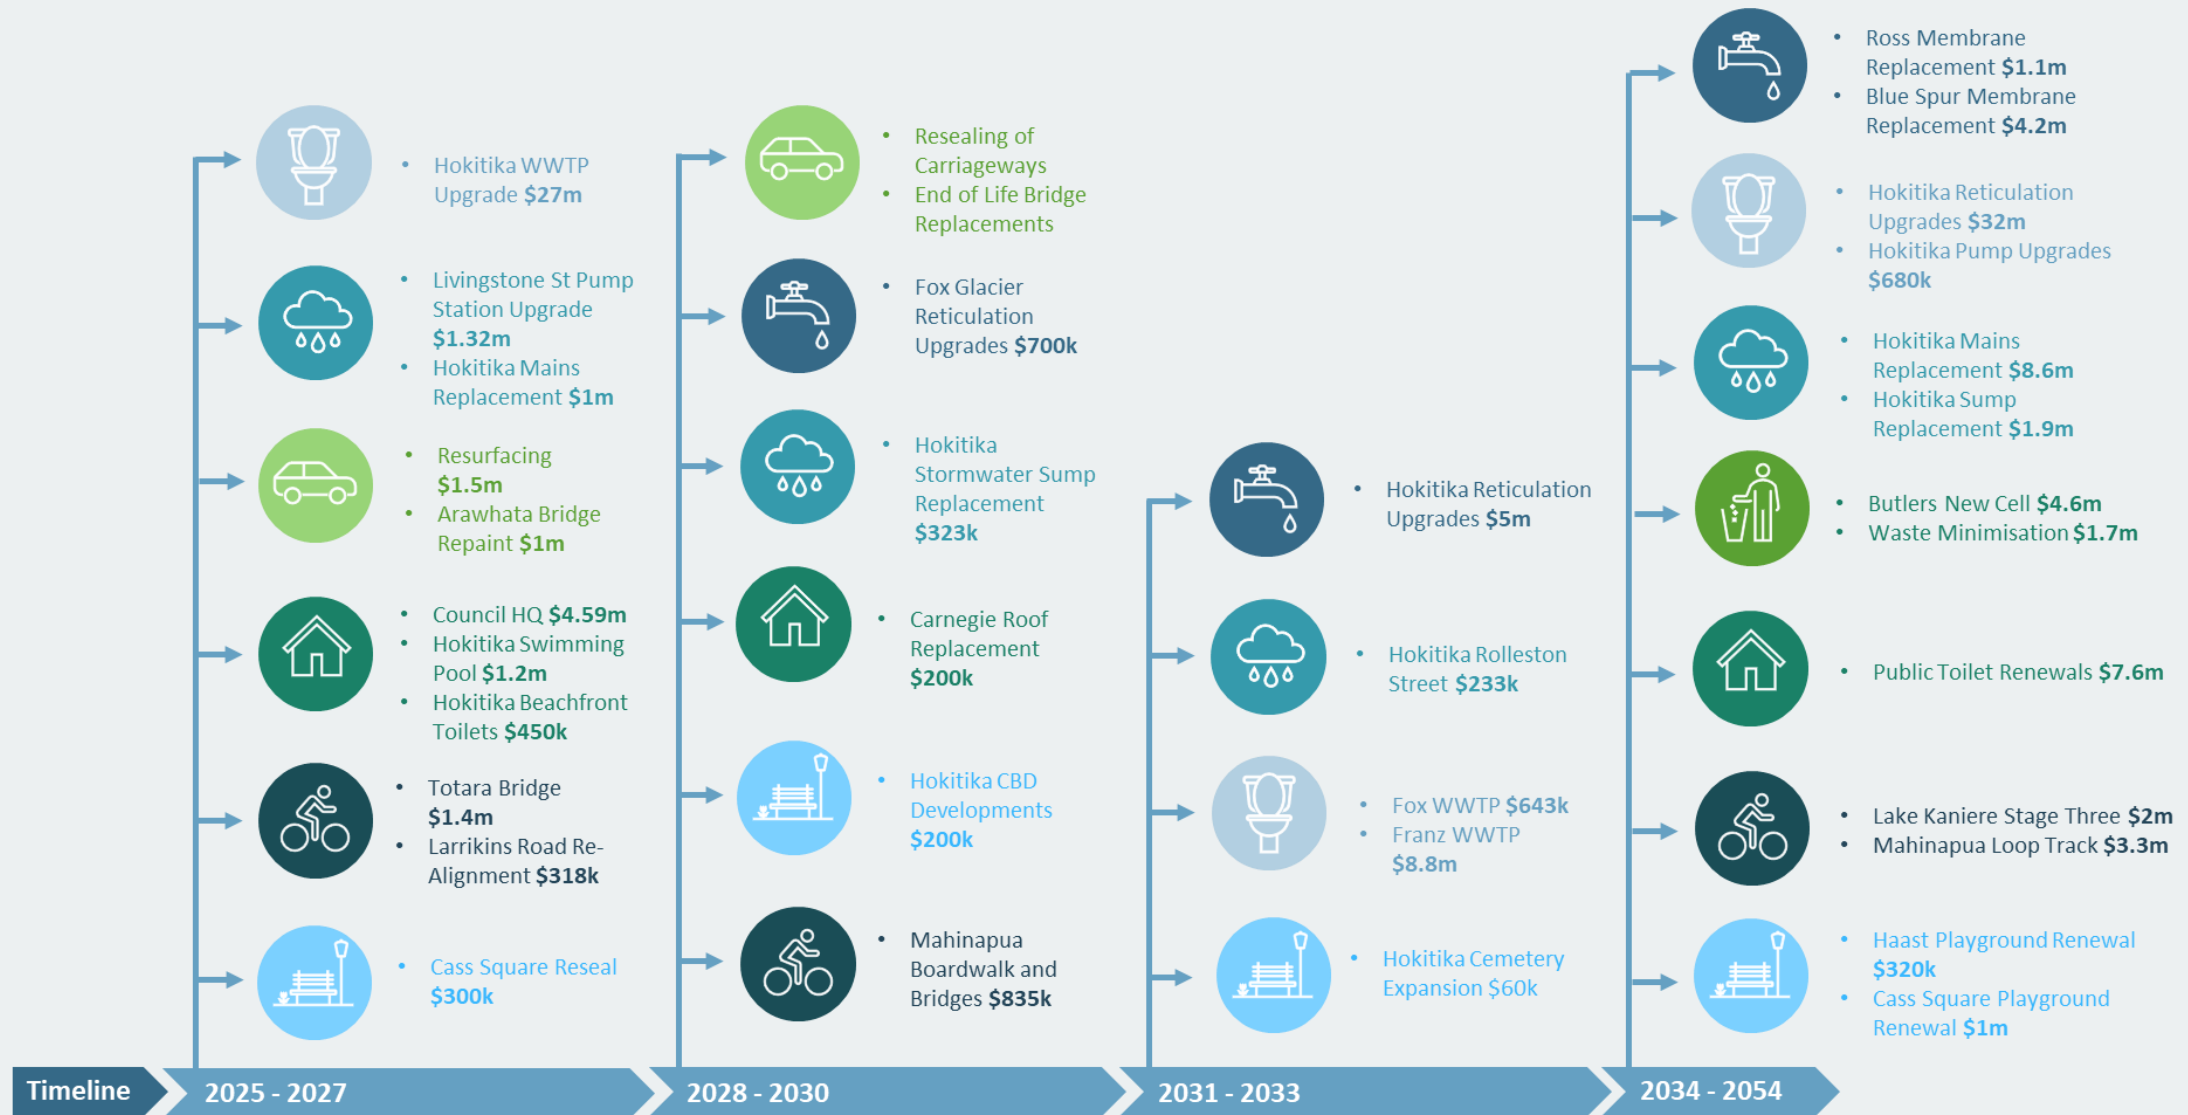 • Hokitika WWTP
Upgrade $27m
• Livingstone St Pump
Station Upgrade
$1.32m
• Hokitika Mains
Replacement $1m
• Resurfacing
$1.5m
• Arawhata Bridge
Repaint $1m
• Council HQ $4.59m
• Hokitika Swimming
Pool $1.2m
• Hokitika Beachfront
Toilets $450k
• Totara Bridge
$1.4m
• Larrikins Road Re-
Alignment $318k
• Cass Square Reseal
$300k
• Resealing of
Carriageways
• End of Life Bridge
Replacements
• Fox Glacier
Reticulation
Upgrades $700k
• Hokitika
Stormwater Sump
Replacement
$323k
• Carnegie Roof
Replacement
$200k
• Hokitika CBD
Developments
$200k
• Mahinapua
Boardwalk and
Bridges $835k
• Hokitika Reticulation
Upgrades $5m
• Hokitika Rolleston
Street $233k
• Fox WWTP $643k
• Franz WWTP
$8.8m
• Hokitika Cemetery
Expansion $60k
• Ross Membrane
Replacement $1.1m
• Blue Spur Membrane
Replacement $4.2m
• Hokitika Reticulation
Upgrades $32m
• Hokitika Pump Upgrades
$680k
• Hokitika Mains
Replacement $8.6m
• Hokitika Sump
Replacement $1.9m
• Butlers New Cell $4.6m
• Waste Minimisation $1.7m
• Public Toilet Renewals $7.6m
• Lake Kaniere Stage Three $2m
• Mahinapua Loop Track $3.3m
• Haast Playground Renewal
$320k
• Cass Square Playground
Renewal $1m
Timeline
2025 - 2027
2028 - 2030
2031 - 2033
2034 - 2054